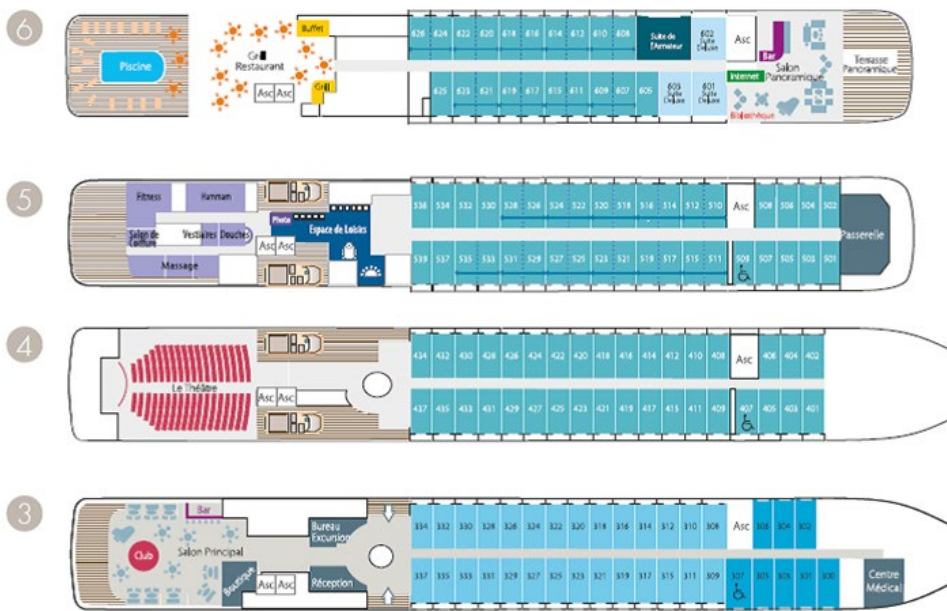 6
Piscine
Grill
Restaurant
Buffet
Grill
Asc Asc
626 624 622 620 618 616 614 612 610 608
Suite de
l'Armateur
602
Suite Deluxe
Asc
Bar
625 623 621 619 617 615 611 609 607 605
603
Suite Deluxe
601
Suite Deluxe
Internet
Salon
Panoramique
Bibliothèque
Terrasse
Panoramique
5
Fitness
Hammam
Salon de
Coiffure
Vestiaires
Douches
Massage
Photo
Espace de Loisirs
Asc Asc
536 534 532 530 528 526 524 522 520 518 516 514 512 510
Asc
508 506 504 502
539 537 535 533 531 529 527 525 523 521 519 517 515 511
509 507 505 503 501
Passerelle
4
Le Théâtre
Asc Asc
434 432 430 428 426 424 422 420 418 416 414 412 410 408
Asc
406 404 402
437 435 433 431 429 427 425 423 421 419 417 415 411 409
407 405 403 401
3
Club
Bar
Salon Principal
Boutique
Bureau
Excursion
Réception
Asc Asc
334 332 330 328 326 324 322 320 318 316 314 312 310 308
Asc
306 304 302
337 335 333 331 329 327 325 323 321 319 317 315 311 309
307 305 303 301 300
Centre
Médical